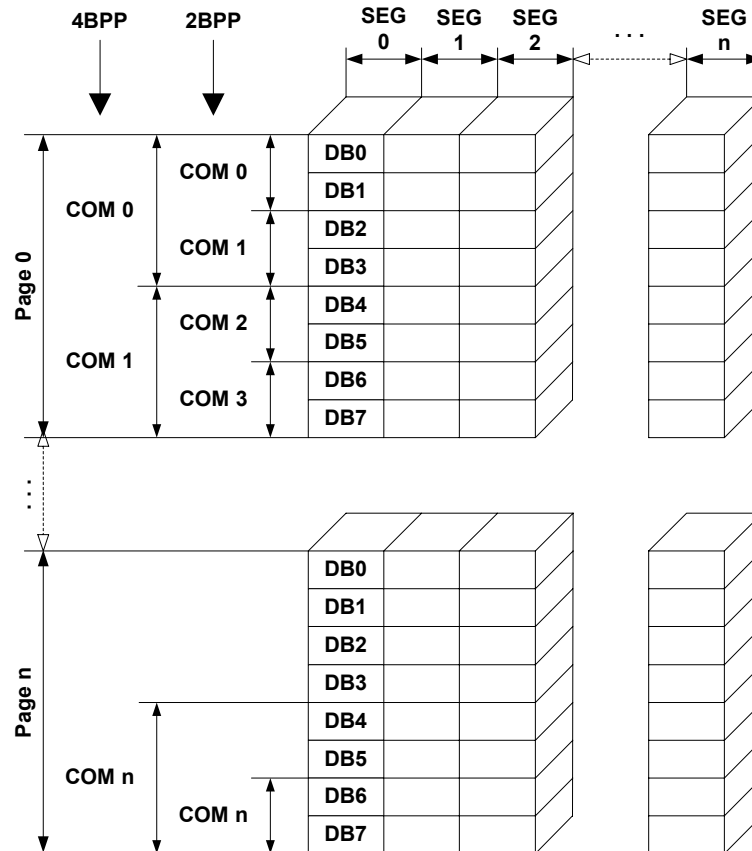 4BPP 2BPP SEG 0 SEG 1 SEG 2 . . . SEG n
Page 0
COM 0
COM 1
COM 0
COM 1
COM 2
COM 3
DB0
DB1
DB2
DB3
DB4
DB5
DB6
DB7
. . .
Page n
COM n
COM n
DB0
DB1
DB2
DB3
DB4
DB5
DB6
DB7